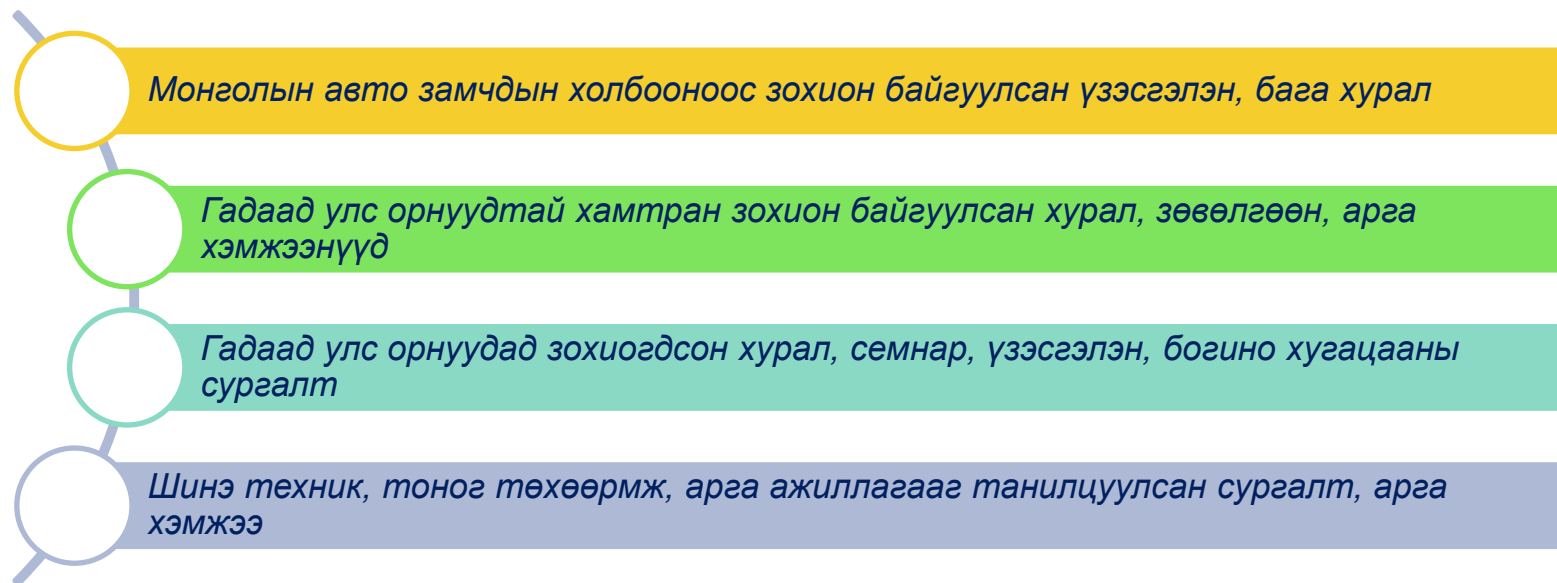 Монголын авто замчдын холбооноос зохион байгуулсан үзэсгэлэн, бага хурал
Гадаад улс орнуудтай хамтран зохион байгуулсан хурал, зөвөлгөөн, арга
хэмжээнүүд
Гадаад улс орнуудад зохиогдсон хурал, семнар, үзэсгэлэн, богино хугацааны
сургалт
Шинэ техник, тоног төхөөрмж, арга ажиллагааг танилцуулсан сургалт, арга
хэмжээ